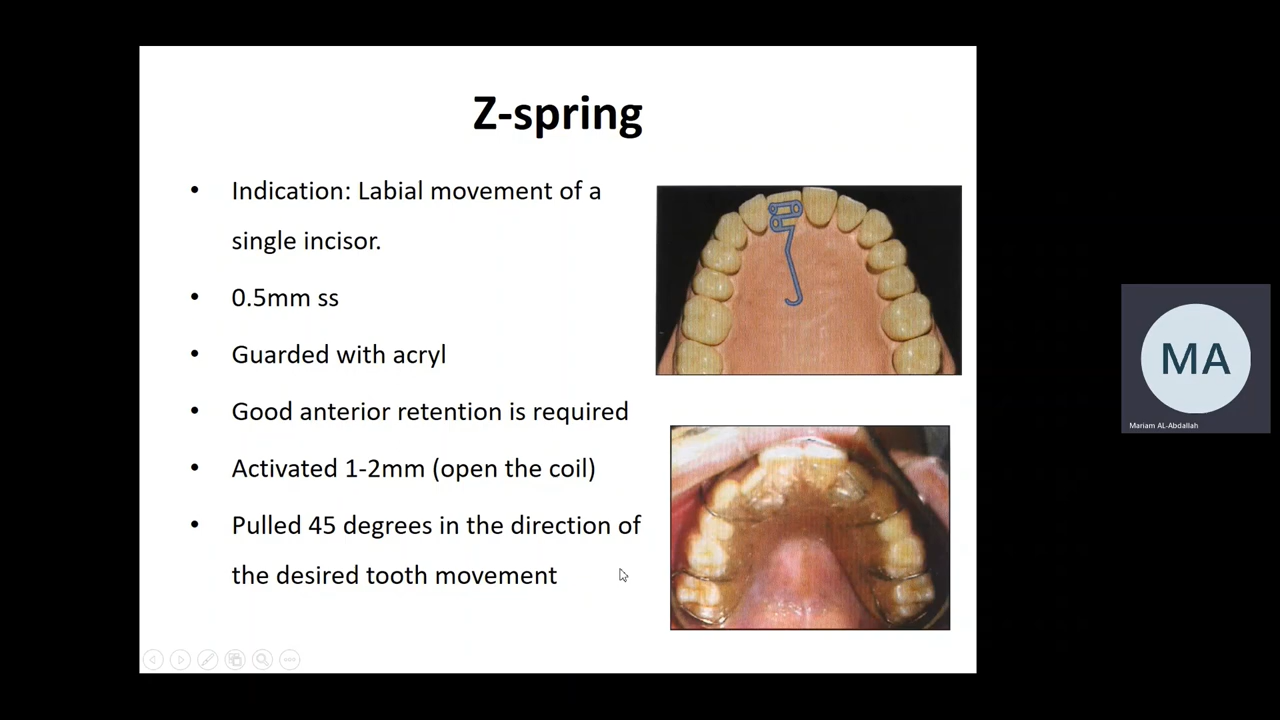 Z-spring
• Indication: Labial movement of a
single incisor.
• 0.5mm ss
• Guarded with acryl
• Good anterior retention is required
• Activated 1-2mm (open the coil)
• Pulled 45 degrees in the direction of
the desired tooth movement
MA
Mariam AL-Abdallah